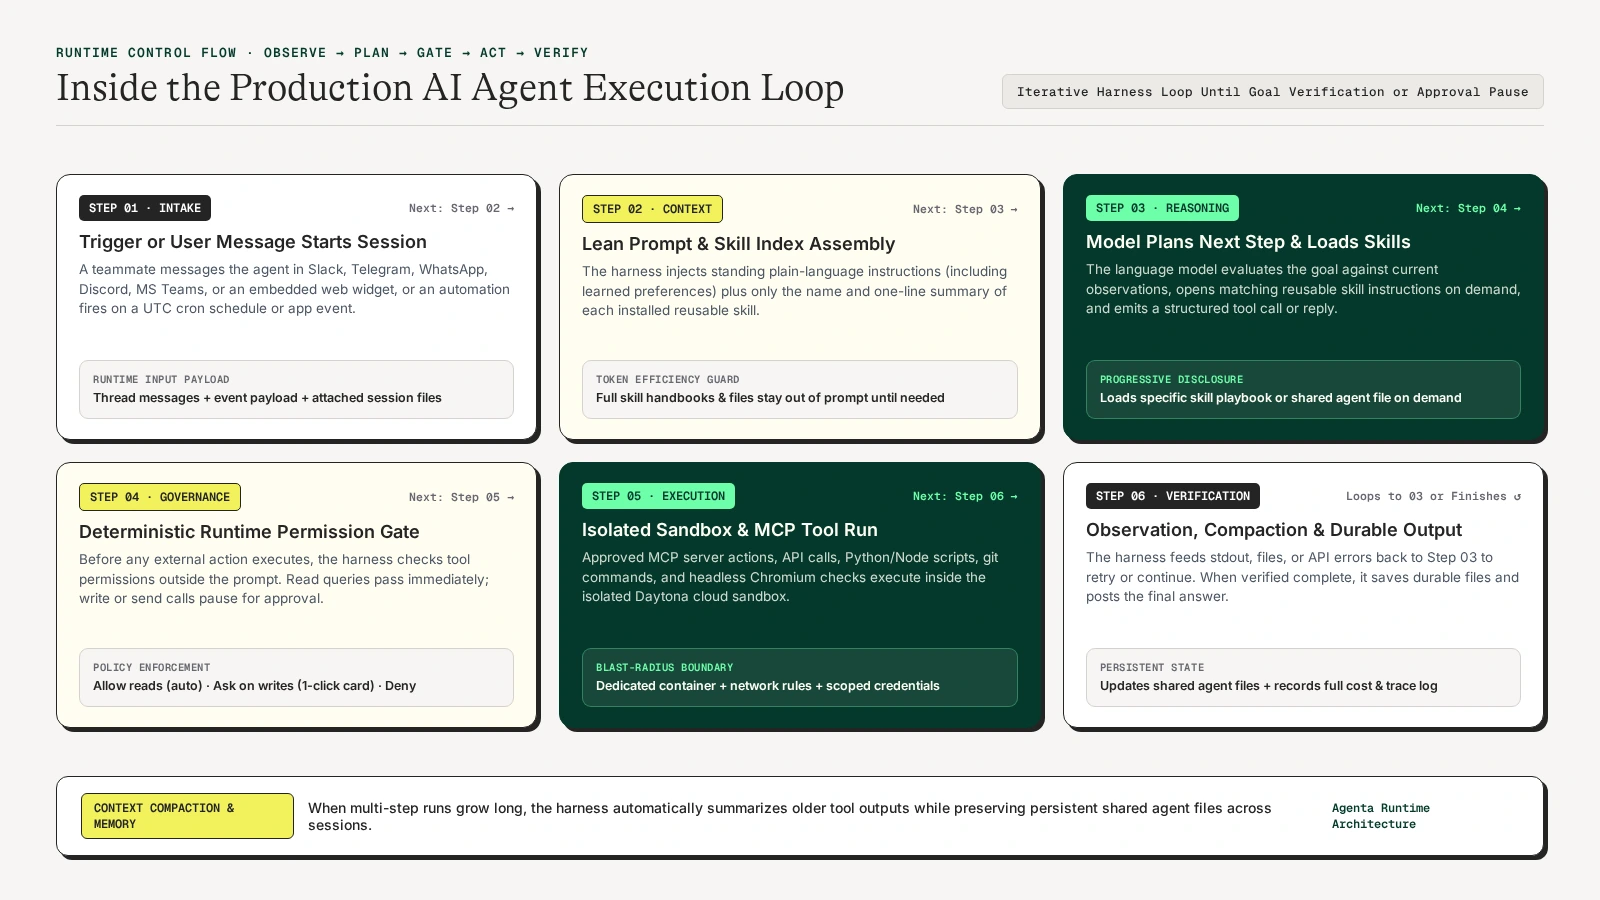 RUNTIME CONTROL FLOW · OBSERVE → PLAN → GATE → ACT → VERIFY
Inside the Production AI Agent Execution Loop
Iterative Harness Loop Until Goal Verification or Approval Pause
STEP 01 · INTAKE
Next: Step 02 →
Trigger or User Message Starts Session
A teammate messages the agent in Slack, Telegram, WhatsApp,
Discord, MS Teams, or an embedded web widget, or an automation
fires on a UTC cron schedule or app event.
RUNTIME INPUT PAYLOAD
Thread messages + event payload + attached session files
STEP 02 · CONTEXT
Next: Step 03 →
Lean Prompt & Skill Index Assembly
The harness injects standing plain-language instructions (including
learned preferences) plus only the name and one-line summary of
each installed reusable skill.
TOKEN EFFICIENCY GUARD
Full skill handbooks & files stay out of prompt until needed
STEP 03 · REASONING
Next: Step 04 →
Model Plans Next Step & Loads Skills
The language model evaluates the goal against current
observations, opens matching reusable skill instructions on demand,
and emits a structured tool call or reply.
PROGRESSIVE DISCLOSURE
Loads specific skill playbook or shared agent file on demand
STEP 04 · GOVERNANCE
Next: Step 05 →
Deterministic Runtime Permission Gate
Before any external action executes, the harness checks tool
permissions outside the prompt. Read queries pass immediately;
write or send calls pause for approval.
POLICY ENFORCEMENT
Allow reads (auto) · Ask on writes (1-click card) · Deny
STEP 05 · EXECUTION
Next: Step 06 →
Isolated Sandbox & MCP Tool Run
Approved MCP server actions, API calls, Python/Node scripts, git
commands, and headless Chromium checks execute inside the
isolated Daytona cloud sandbox.
BLAST-RADIUS BOUNDARY
Dedicated container + network rules + scoped credentials
STEP 06 · VERIFICATION
Loops to 03 or Finishes ↺
Observation, Compaction & Durable Output
The harness feeds stdout, files, or API errors back to Step 03 to
retry or continue. When verified complete, it saves durable files and
posts the final answer.
PERSISTENT STATE
Updates shared agent files + records full cost & trace log
CONTEXT COMPACTION &
MEMORY
When multi-step runs grow long, the harness automatically summarizes older tool outputs while preserving persistent shared agent files across
sessions.
Agenta Runtime
Architecture